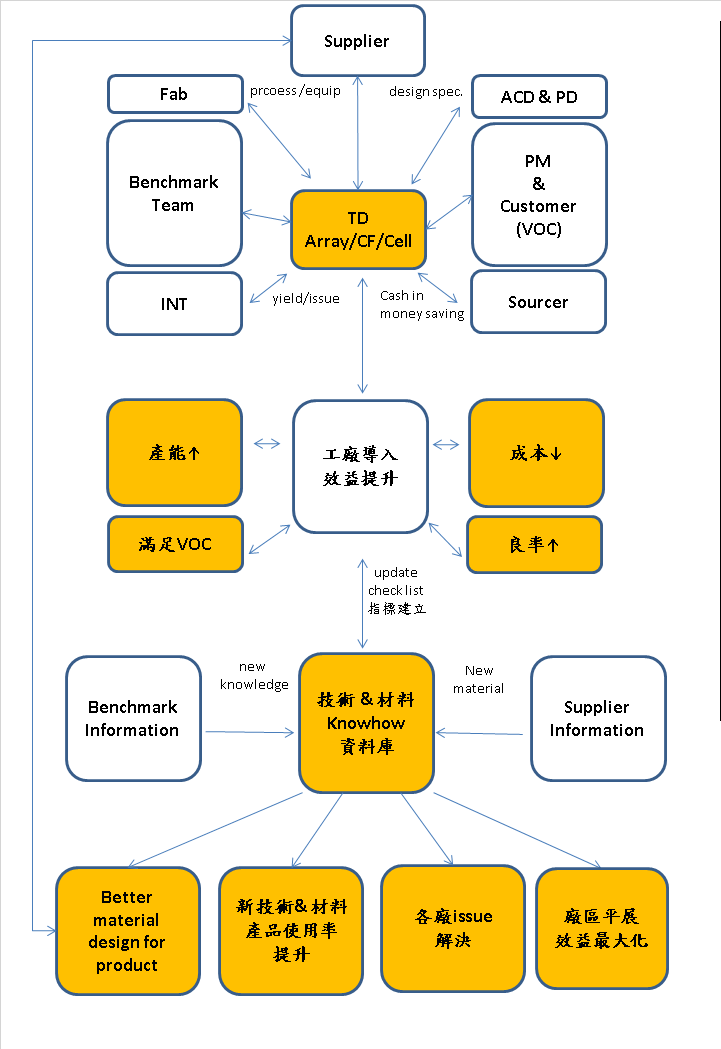 Supplier
Fab
prcoess /equip
design spec.
ACD & PD
Benchmark
Team
TD
Array/CF/Cell
PM
&
Customer
(VOC)
INT
yield/issue
Cash in
money saving
Sourcer
產能↑
工廠導入
效益提升
成本↓
滿足VOC
良率↑
update
check list
指標建立
Benchmark
Information
new
knowledge
技術＆材料
Knowhow
資料庫
New
material
Supplier
Information
Better
material
design for
product
新技術&材料
產品使用率
提升
各廠issue
解決
廠區平展
效益最大化